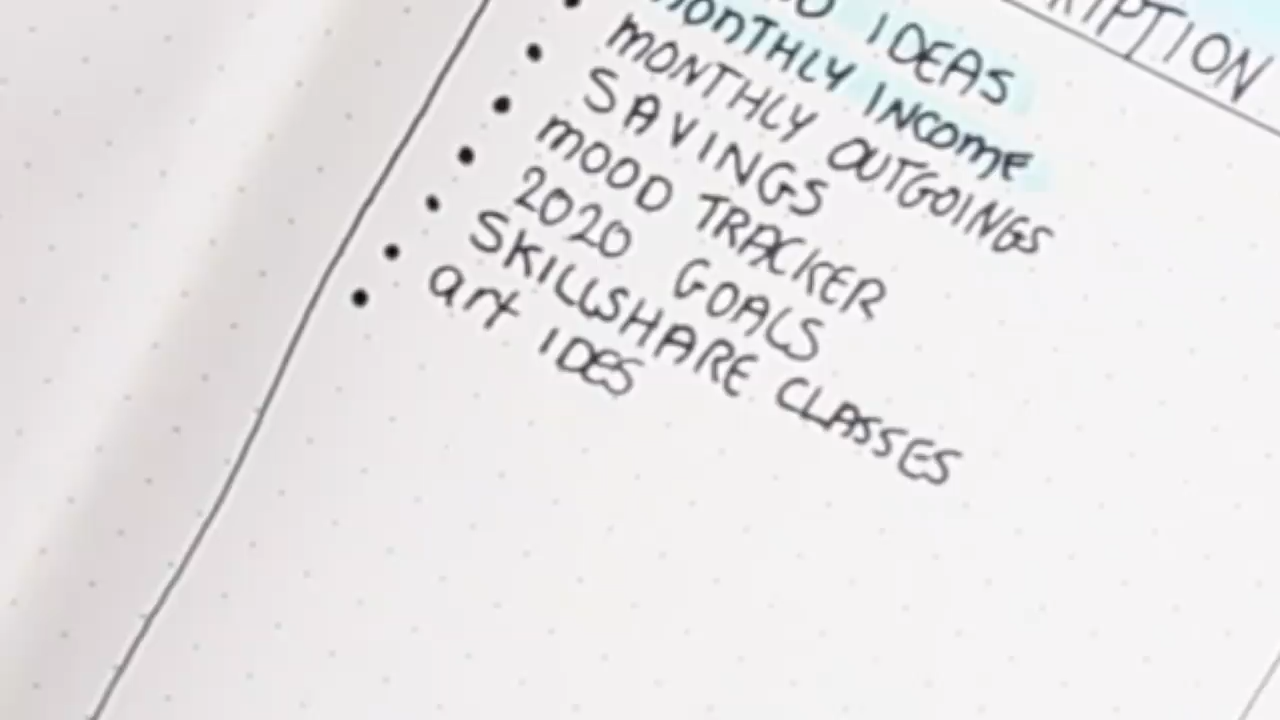 IDEAS
MONTHLY INCOME
MONTHLY OUTGOINGS
SAVINGS
MOOD TRACKER
2020 GOALS
SKILLSHARE CLASSES
art IDES